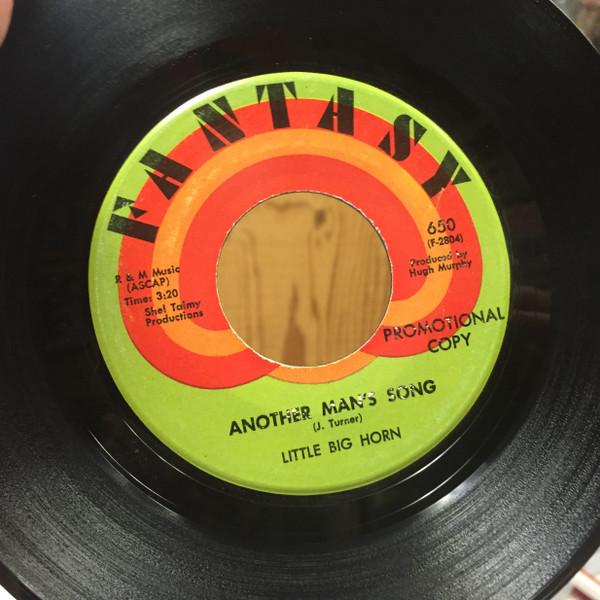 FANTASY
650
(F-2804)
Produced by
Hugh Murphy
R & M Music
(ASCAP)
Time: 3:20
Shel Talmy
Productions
PROMOTIONAL
COPY
ANOTHER MAN'S SONG
(J. Turner)
LITTLE BIG HORN